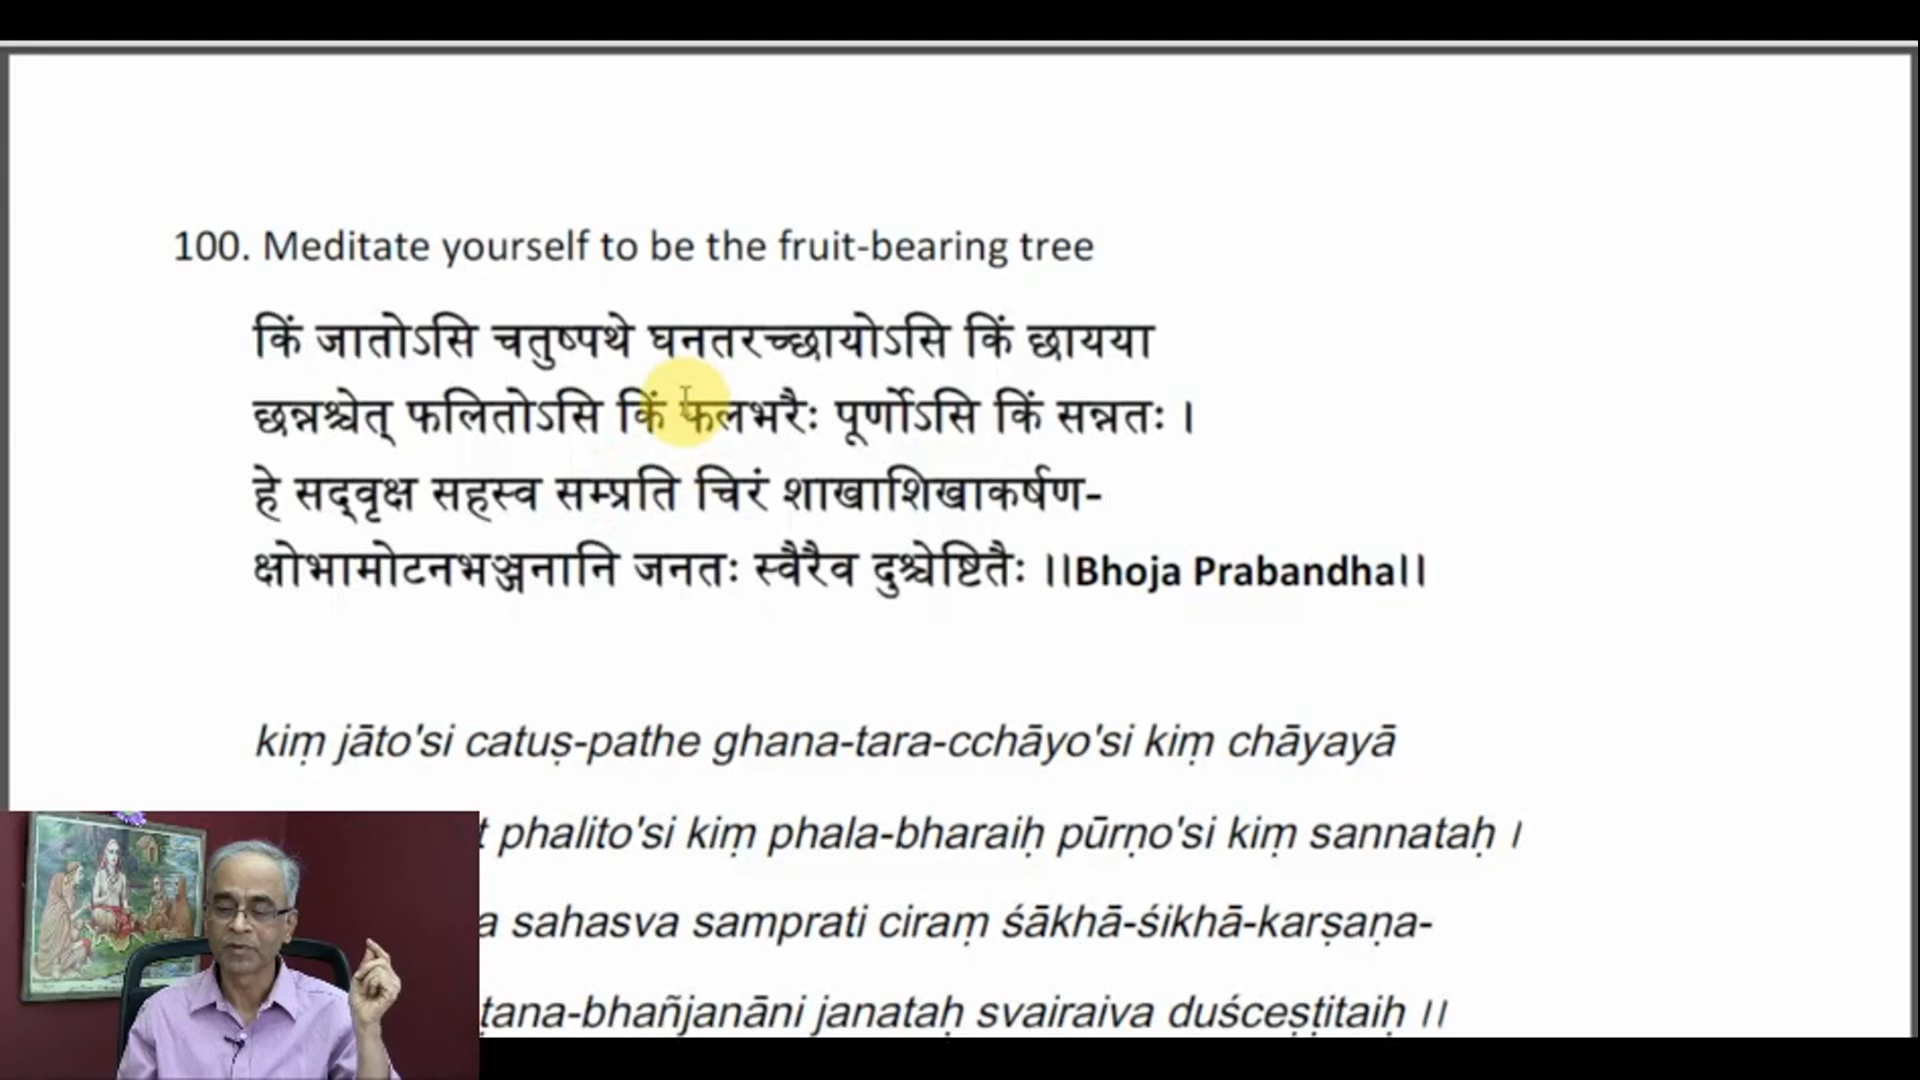 100. Meditate yourself to be the fruit-bearing tree
किं जातोऽसि चतुष्पथे घनतरच्छायोऽसि किं छायया
छन्नश्चेत् फलितोऽसि किं फलभरैः पूर्णोऽसि किं सन्नतः ।
हे सद्वृक्ष सहस्व सम्प्रति चिरं शाखाशिखाकर्षण-
क्षोभामोटनभञ्जनानि जनतः स्वैरैव दुश्चेष्टितैः ।।Bhoja Prabandha।।
kiṃ jāto'si catuṣ-pathe ghana-tara-cchāyo'si kiṃ chāyayā
t phalito'si kiṃ phala-bharaiḥ pūrṇo'si kiṃ sannataḥ ।
a sahasva samprati ciraṃ śākhā-śikhā-karṣaṇa-
ṭana-bhañjanāni janataḥ svairaiva duśceṣṭitaiḥ ।।